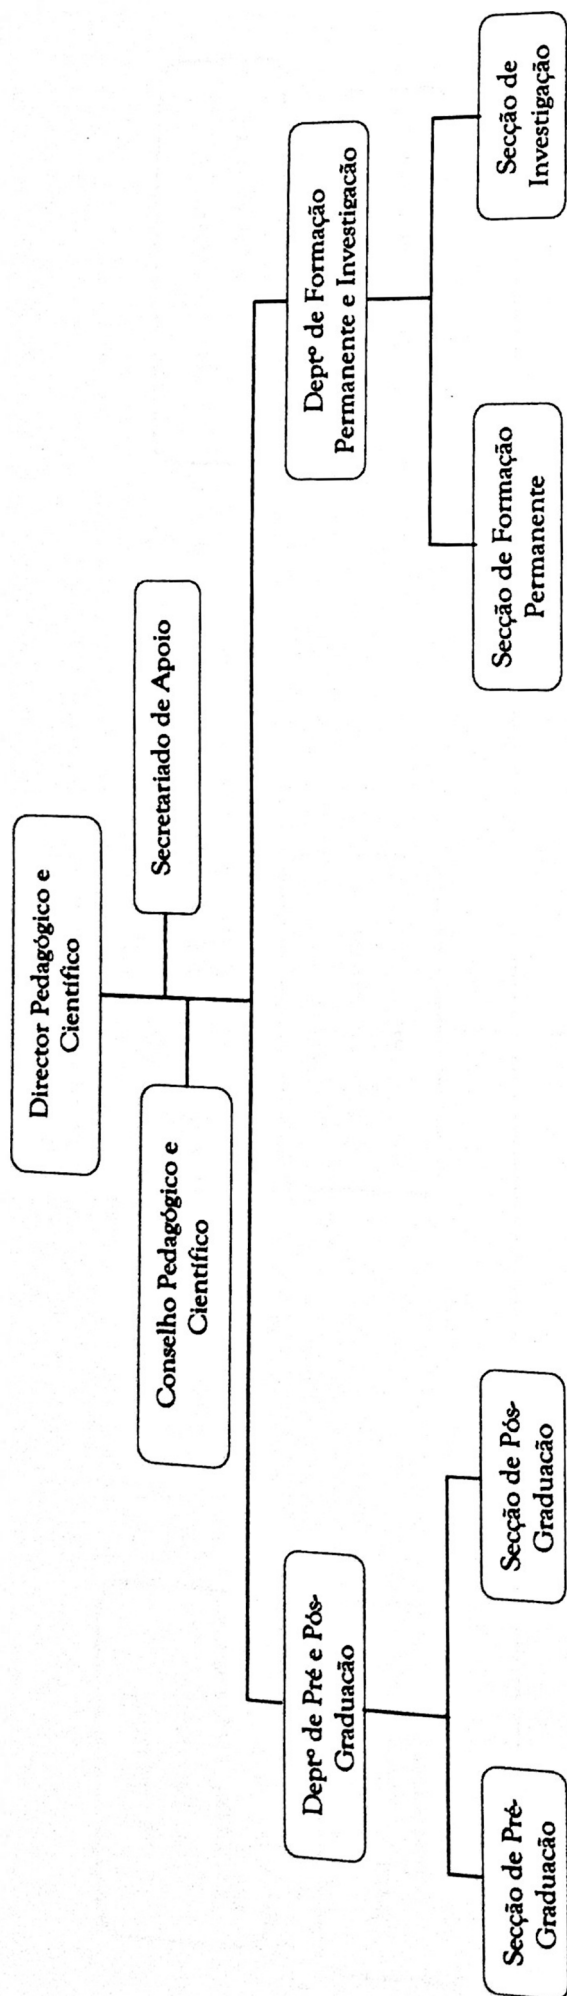 Director Pedagógico e
Científico
Secretariado de Apoio
Conselho Pedagógico e
Científico
Deptº de Pré e Pós-
Graduacão
Deptº de Formação
Permanente e Investigacão
Secção de Pré-
Graduacão
Secção de Pós-
Graduacão
Secção de Formação
Permanente
Secção de
Investigação